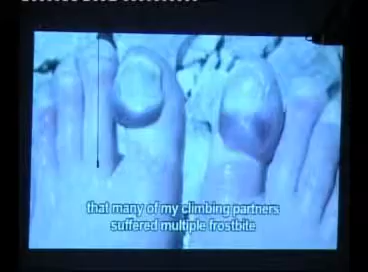 that many of my climbing partners
suffered multiple frostbite